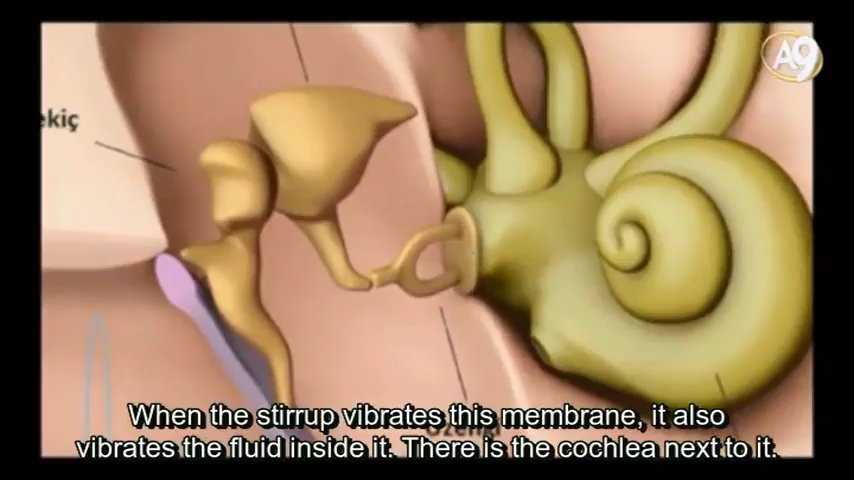 A9
ekiç
When the stirrup vibrates this membrane, it also
vibrates the fluid inside it. There is the cochlea next to it.